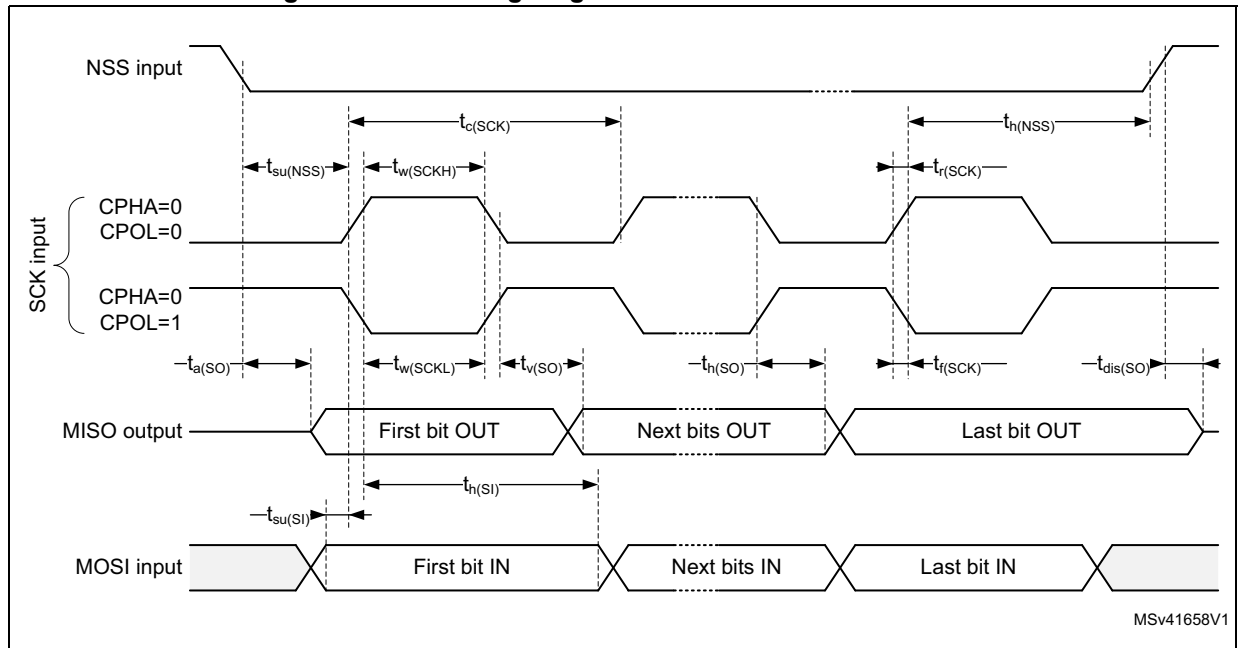 NSS input
tc(SCK)
th(NSS)
tsu(NSS)
tw(SCKH)
tr(SCK)
SCK input
CPHA=0
CPOL=0
CPHA=0
CPOL=1
ta(SO)
tw(SCKL)
tv(SO)
th(SO)
tf(SCK)
tdis(SO)
MISO output
First bit OUT
Next bits OUT
Last bit OUT
th(SI)
tsu(SI)
MOSI input
First bit IN
Next bits IN
Last bit IN
MSv41658V1